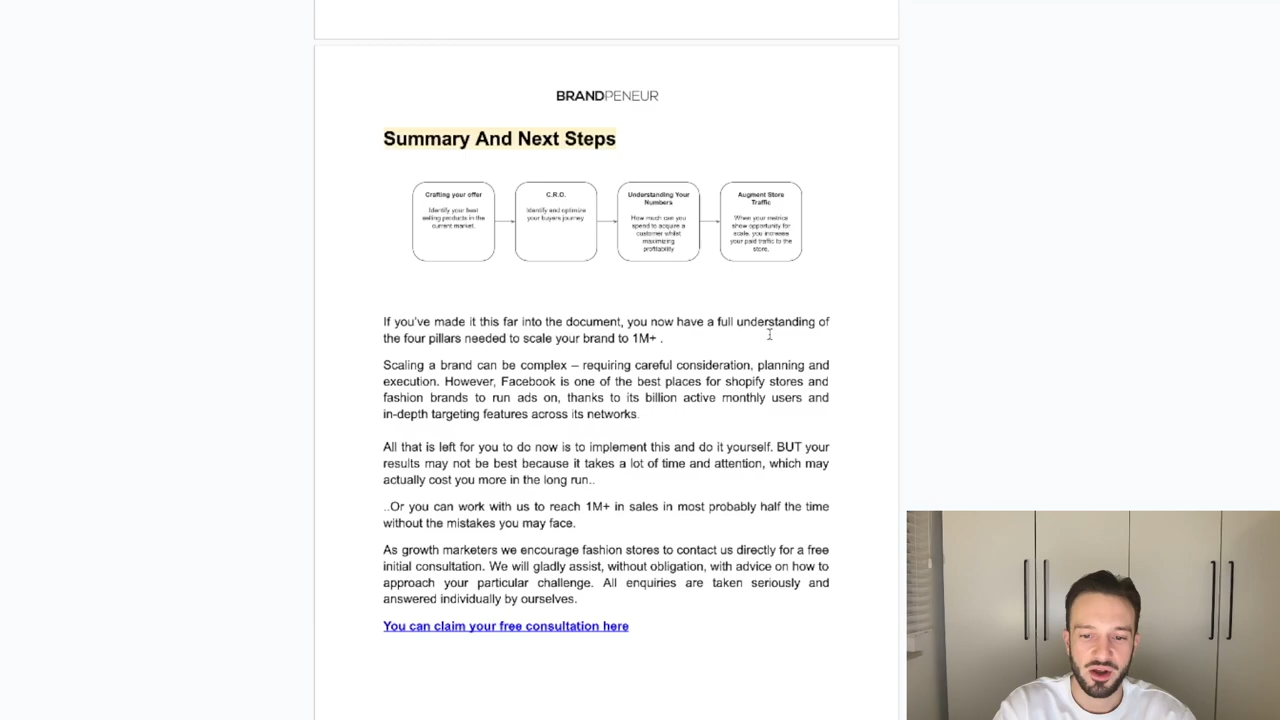 BRANDPENEUR
Summary And Next Steps
Crafting your offer
Identify your best
selling products in the
current market.
C.R.O.
Identify and optimize
your buyers journey
Understanding Your
Numbers
How much can you
spend to acquire a
customer whilst
maximizing
profitability
Augment Store
Traffic
When your metrics
show opportunity for
scale, you increase
your paid traffic to the
store.
If you've made it this far into the document, you now have a full understanding of
the four pillars needed to scale your brand to 1M+ .
Scaling a brand can be complex – requiring careful consideration, planning and
execution. However, Facebook is one of the best places for shopify stores and
fashion brands to run ads on, thanks to its billion active monthly users and
in-depth targeting features across its networks.
All that is left for you to do now is to implement this and do it yourself. BUT your
results may not be best because it takes a lot of time and attention, which may
actually cost you more in the long run..
..Or you can work with us to reach 1M+ in sales in most probably half the time
without the mistakes you may face.
As growth marketers we encourage fashion stores to contact us directly for a free
initial consultation. We will gladly assist, without obligation, with advice on how to
approach your particular challenge. All enquiries are taken seriously and
answered individually by ourselves.
You can claim your free consultation here